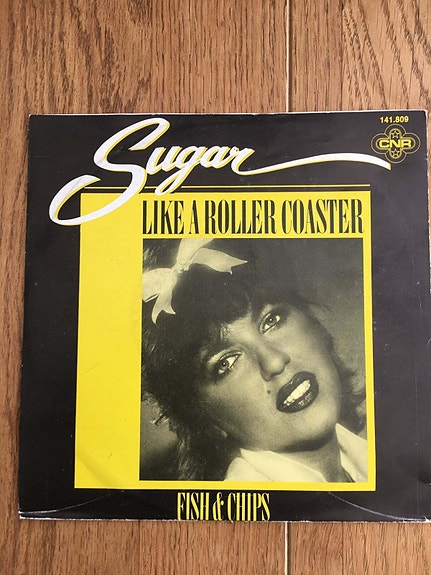 141.809
CNR
Sugar
LIKE A ROLLER COASTER
FISH & CHIPS